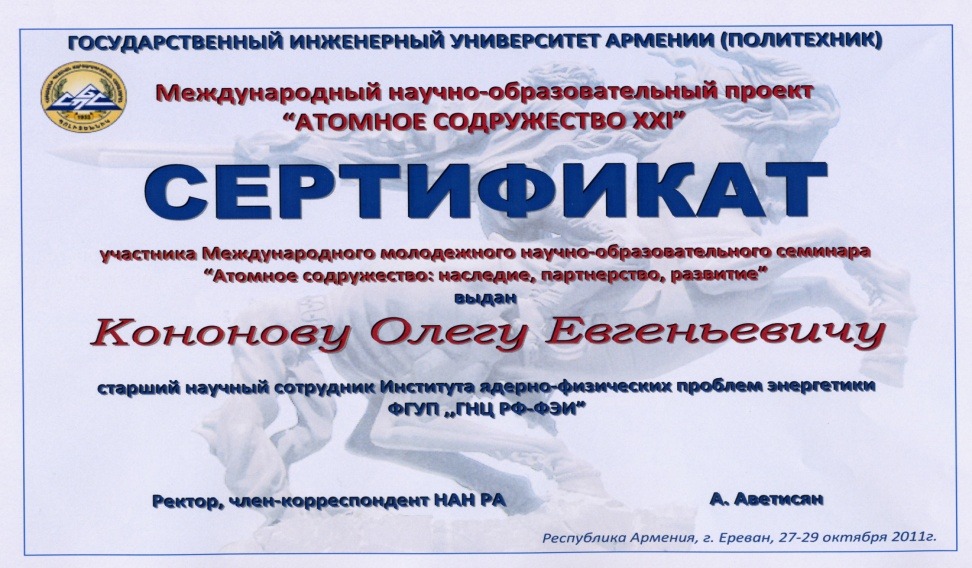 ГОСУДАРСТВЕННЫЙ ИНЖЕНЕРНЫЙ УНИВЕРСИТЕТ АРМЕНИИ (ПОЛИТЕХНИК)
Международный научно-образовательный проект
“АТОМНОЕ СОДРУЖЕСТВО XXI”
СЕРТИФИКАТ
участника Международного молодежного научно-образовательного семинара
“Атомное содружество: наследие, партнерство, развитие”
выдан
Кононову Олегу Евгеньевичу
старший научный сотрудник Института ядерно-физических проблем энергетики
ФГУП ,,ГНЦ РФ-ФЭИ”
Ректор, член-корреспондент НАН РА
А. Аветисян
Республика Армения, г. Ереван, 27-29 октября 2011г.